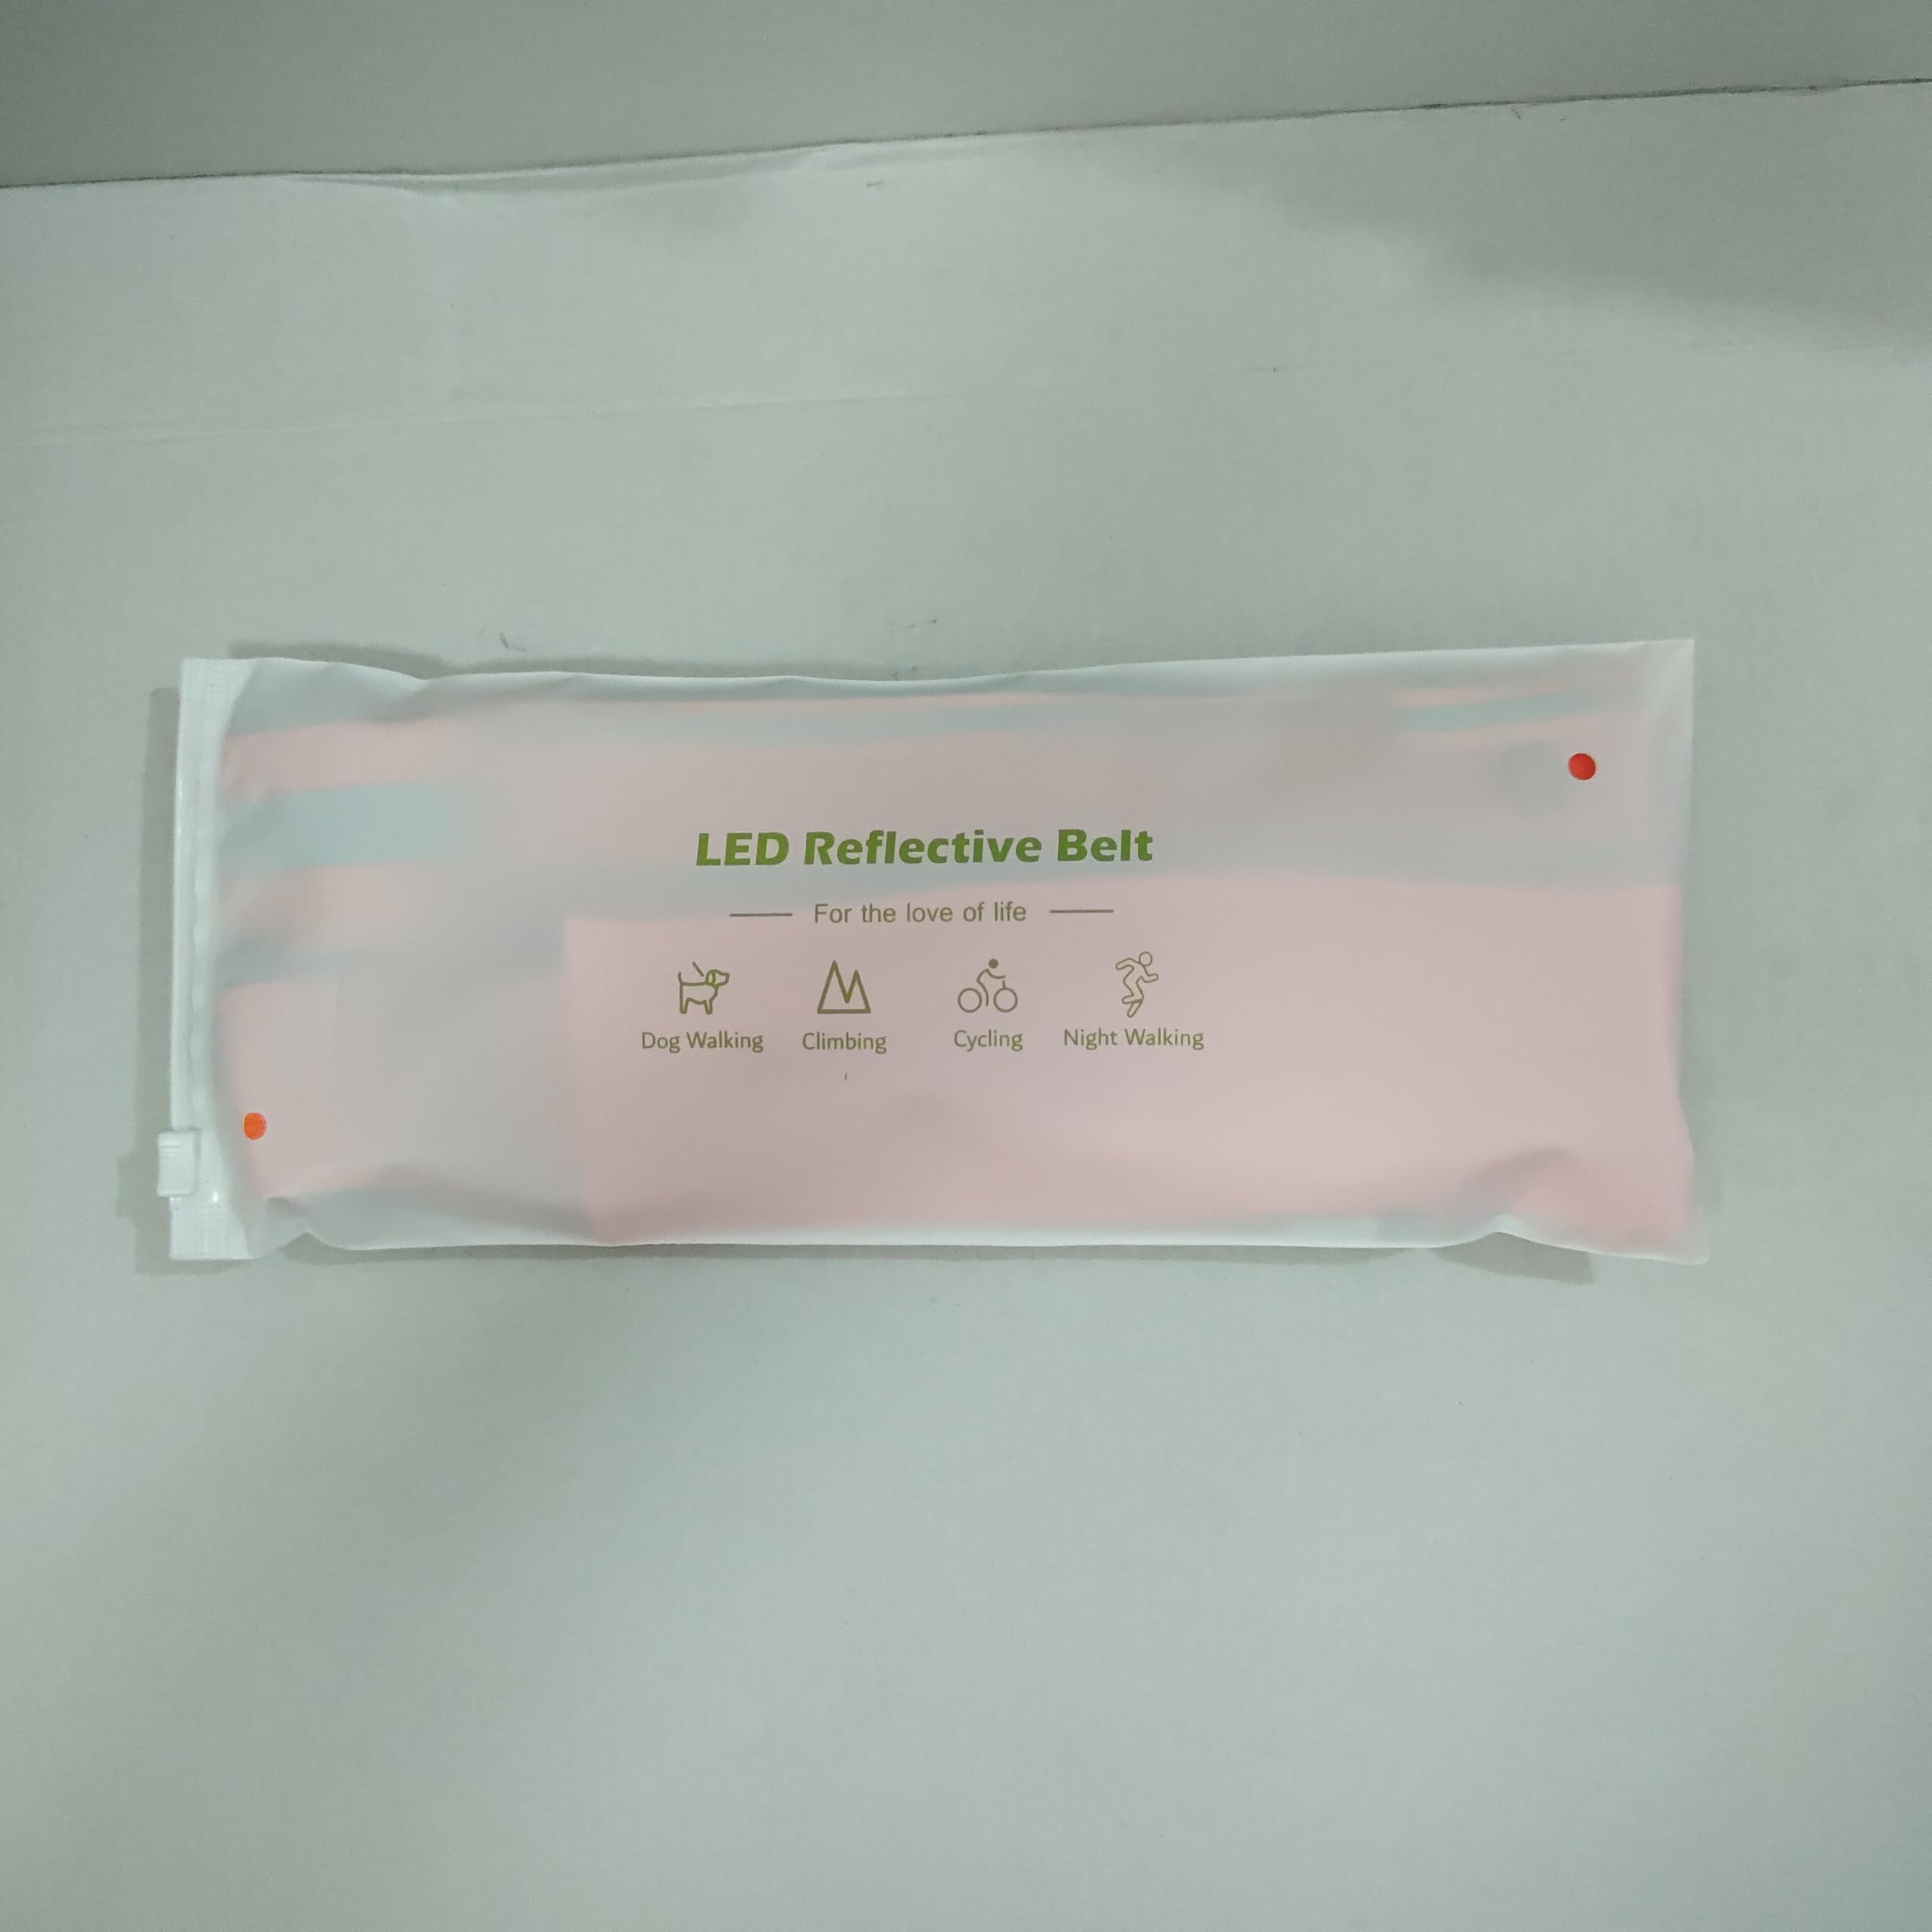 LED Reflective Belt
For the love of life
Dog Walking Climbing Cycling Night Walking